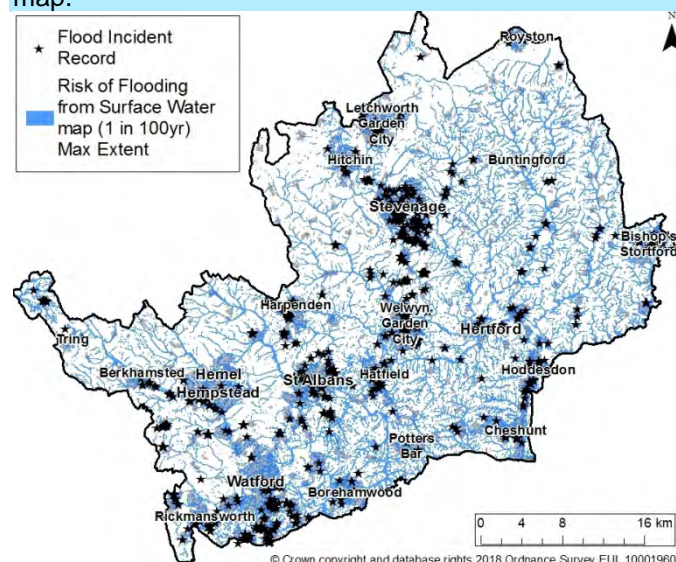 map.
Flood Incident
Record
Risk of Flooding
from Surface Water
map (1 in 100yr)
Max Extent
N
Royston
Letchworth
Garden
City
Hitchin
Buntingford
Stevenage
Bishop's
Stortford
Harpenden
Welwyn
Garden
City
Hertford
Tring
Berkhamsted
Hemel
Hempstead
St Albans
Hatfield
Hoddesdon
Potters
Bar
Cheshunt
Watford
Borehamwood
Rickmansworth
0 4 8 16 km
© Crown copyright and database rights 2018 Ordnance Survey EUL 10001960